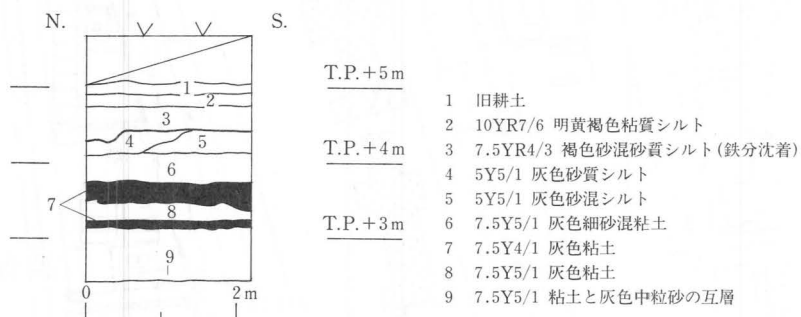 N. S.
T.P.+5m
T.P.+4m
T.P.+3m
1
2
3
4 5
6
7
8
9
0 2m
1 旧耕土
2 10YR7/6 明黄褐色粘質シルト
3 7.5YR4/3 褐色砂混砂質シルト(鉄分沈着)
4 5Y5/1 灰色砂質シルト
5 5Y5/1 灰色砂混シルト
6 7.5Y5/1 灰色細砂混粘土
7 7.5Y4/1 灰色粘土
8 7.5Y5/1 灰色粘土
9 7.5Y5/1 粘土と灰色中粒砂の互層